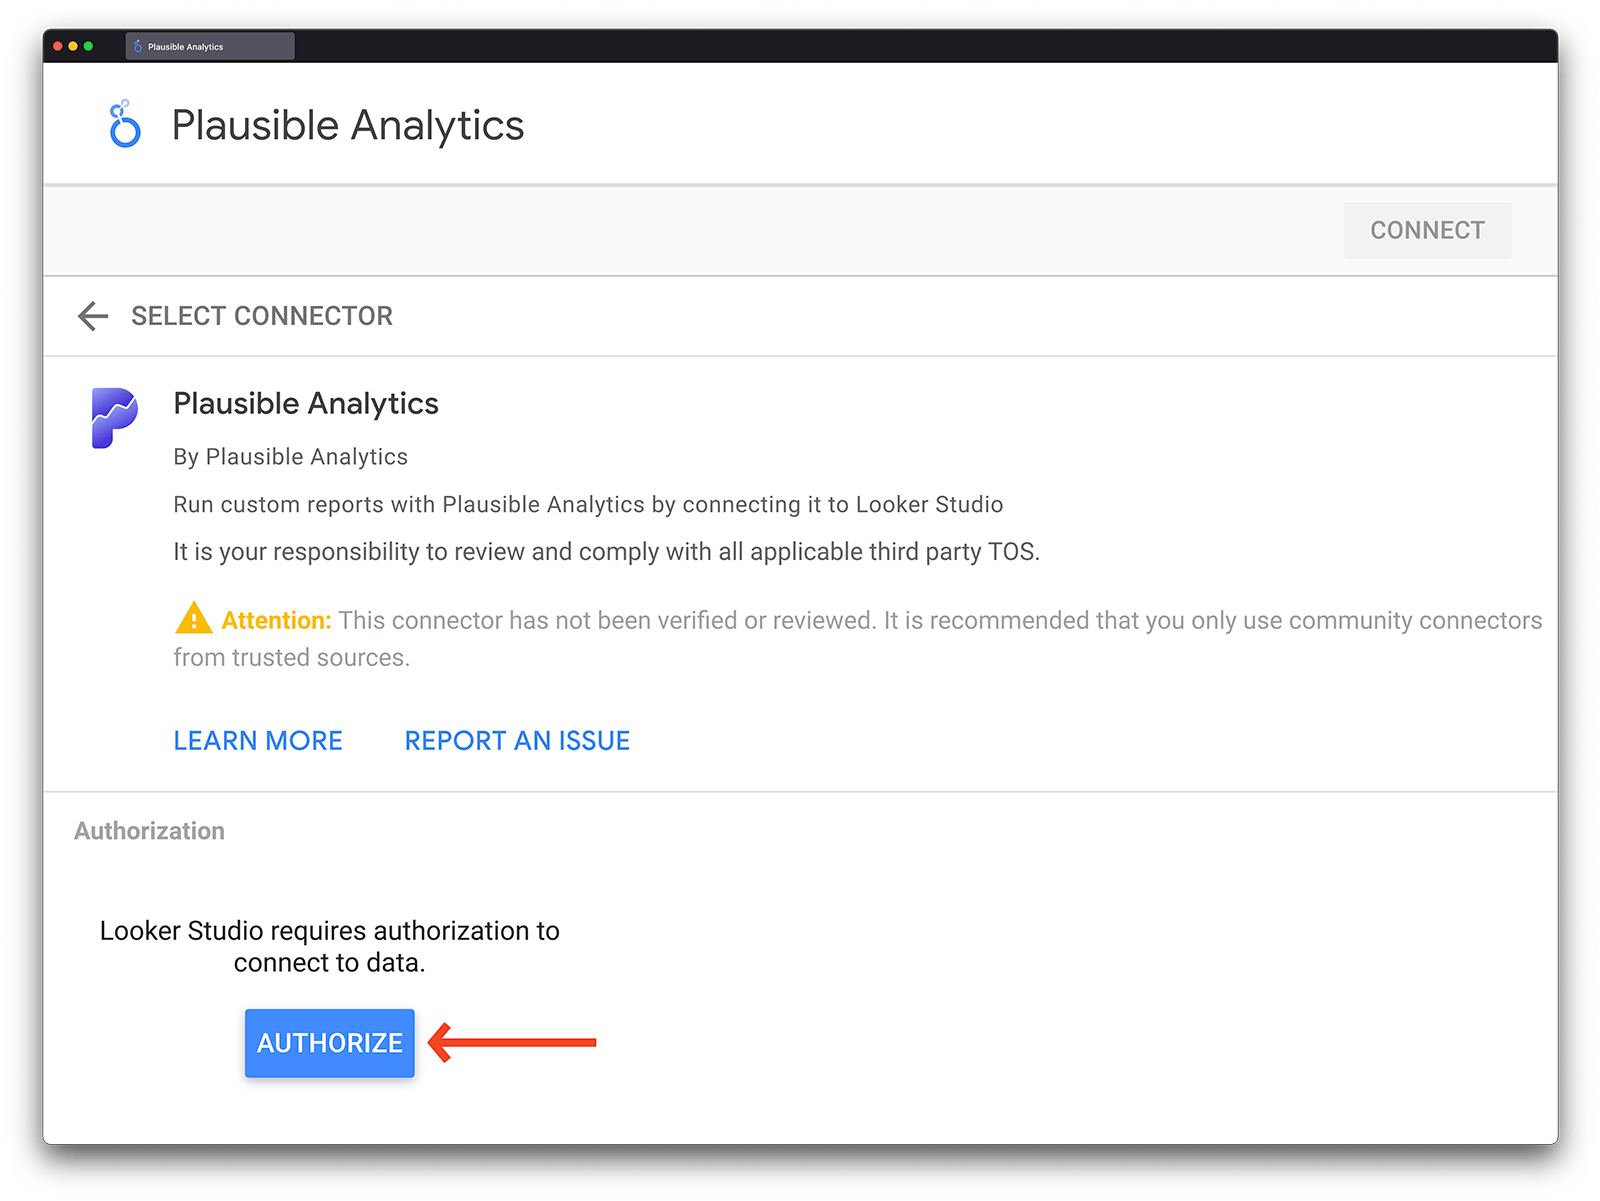 Plausible Analytics
Plausible Analytics
CONNECT
SELECT CONNECTOR
Plausible Analytics
By Plausible Analytics
Run custom reports with Plausible Analytics by connecting it to Looker Studio
It is your responsibility to review and comply with all applicable third party TOS.
Attention: This connector has not been verified or reviewed. It is recommended that you only use community connectors
from trusted sources.
LEARN MORE REPORT AN ISSUE
Authorization
Looker Studio requires authorization to
connect to data.
AUTHORIZE